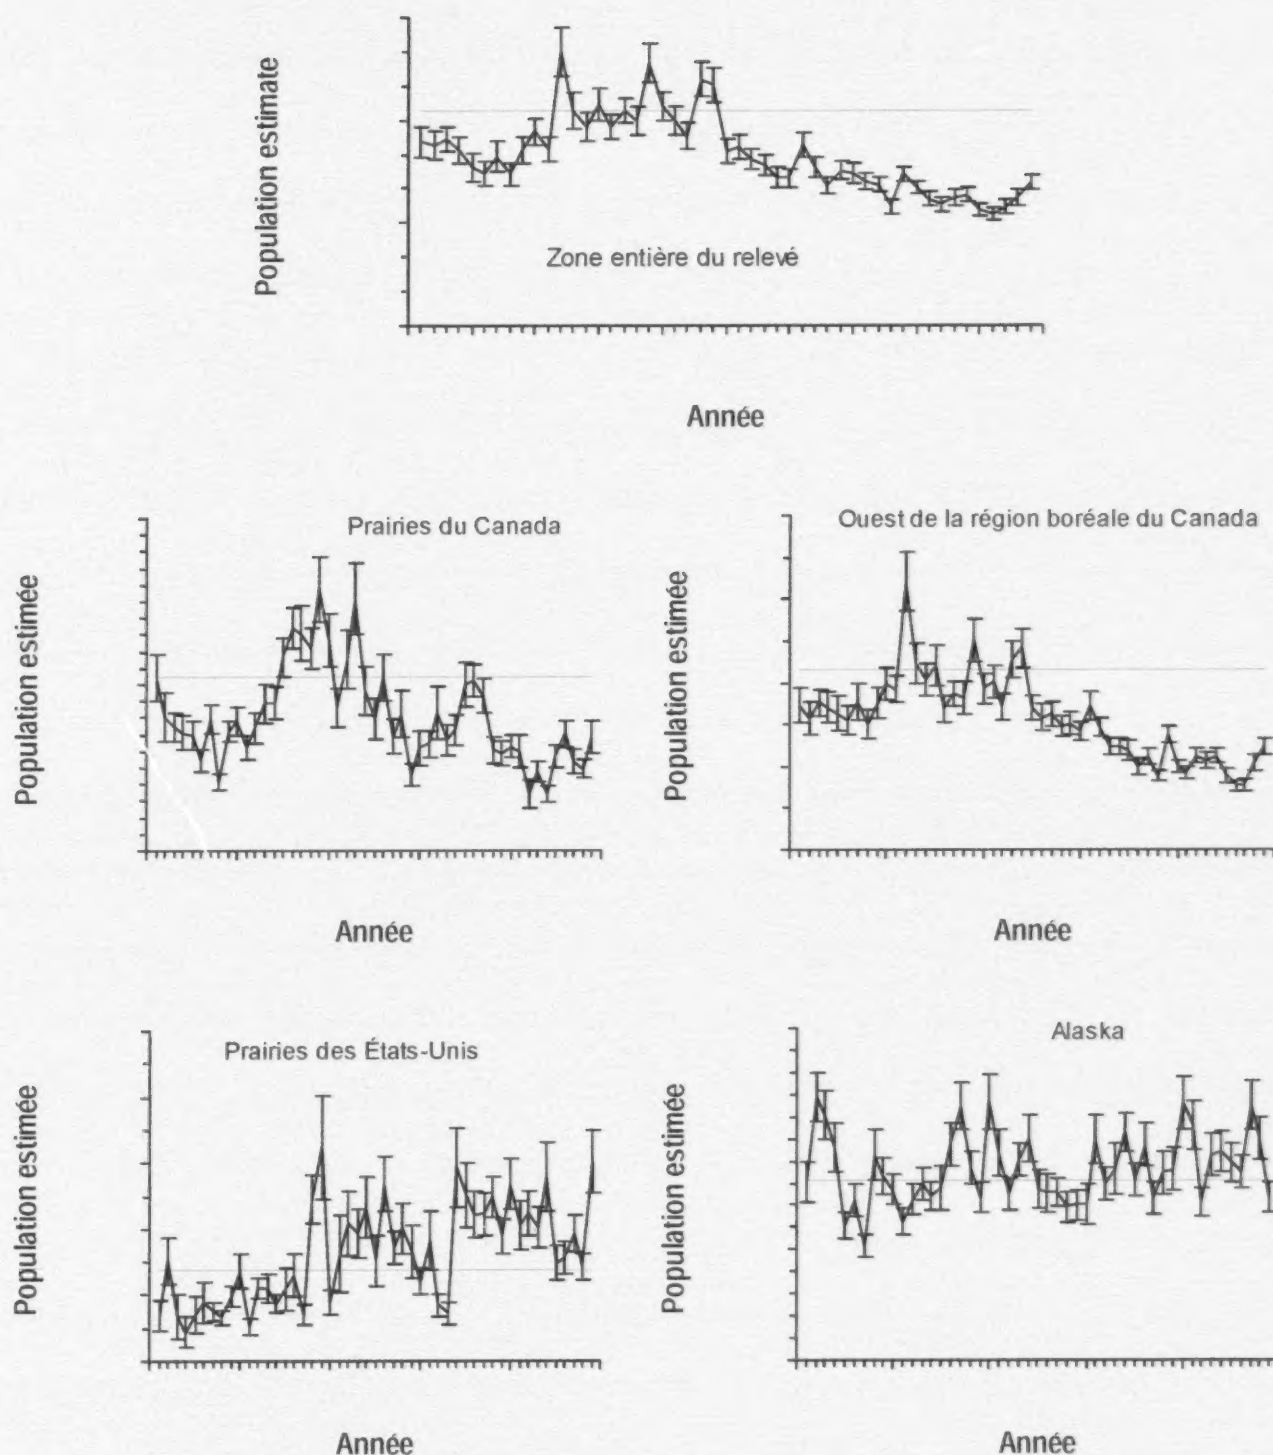 Population estimate
Zone entière du relevé
Année
Prairies du Canada
Population estimée
Année
Ouest de la région boréale du Canada
Population estimée
Année
Prairies des États-Unis
Population estimée
Année
Alaska
Population estimée
Année